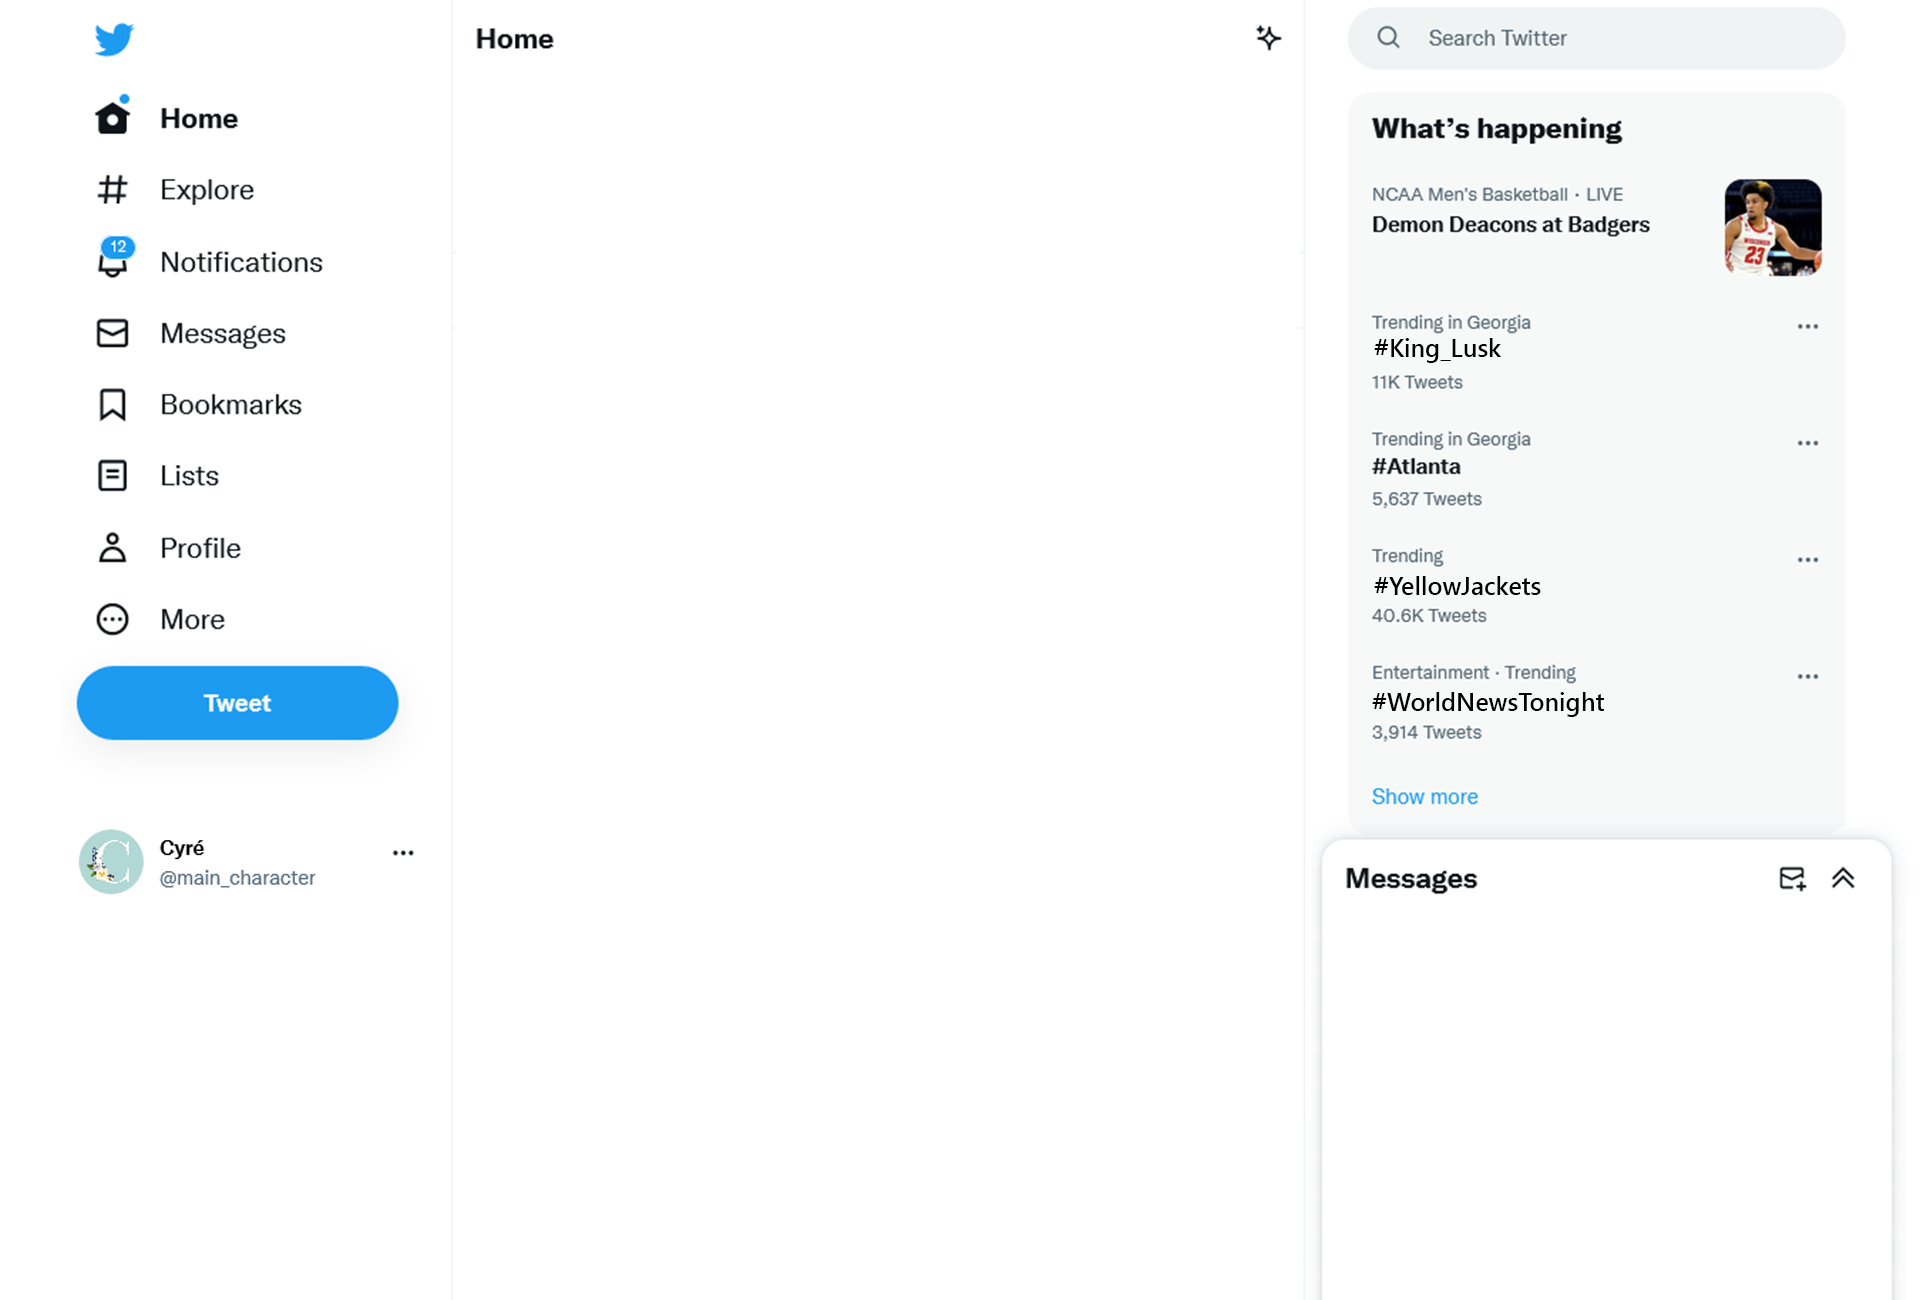 Home
Explore
12
Notifications
Messages
Bookmarks
Lists
Profile
More
Tweet
Cyré
@main_character
Home
Search Twitter
What’s happening
NCAA Men's Basketball · LIVE
Demon Deacons at Badgers
WISCONSIN
23
Trending in Georgia
#King_Lusk
11K Tweets
Trending in Georgia
#Atlanta
5,637 Tweets
Trending
#YellowJackets
40.6K Tweets
Entertainment · Trending
#WorldNewsTonight
3,914 Tweets
Show more
Messages